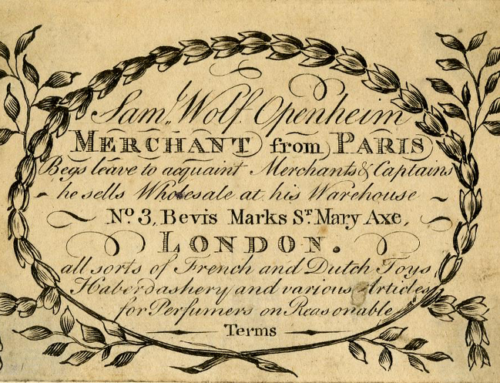 Saml. Wolf Openheim
MERCHANT from PARIS
Begs leave to acquaint Merchants & Captains
he sells Wholesale at his Warehouse
No. 3, Bevis Marks St. Mary Axe,
LONDON.
all sorts of French and Dutch Toys
Haberdashery and various Articles
for Perfumers on Reasonable
Terms